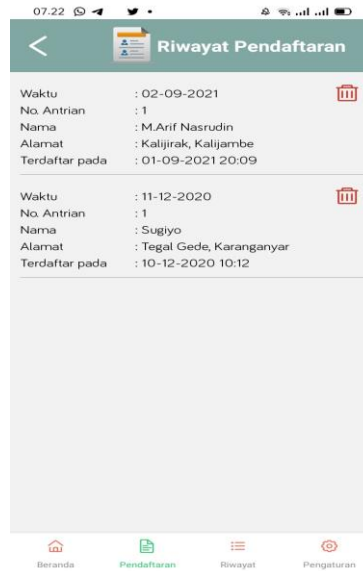 07.22
Riwayat Pendaftaran
Waktu : 02-09-2021
No. Antrian : 1
Nama : M.Arif Nasrudin
Alamat : Kalijirak, Kalijambe
Terdaftar pada : 01-09-2021 20:09
Waktu : 11-12-2020
No. Antrian : 1
Nama : Sugiyo
Alamat : Tegal Gede, Karanganyar
Terdaftar pada : 10-12-2020 10:12
Beranda Pendaftaran Riwayat Pengaturan